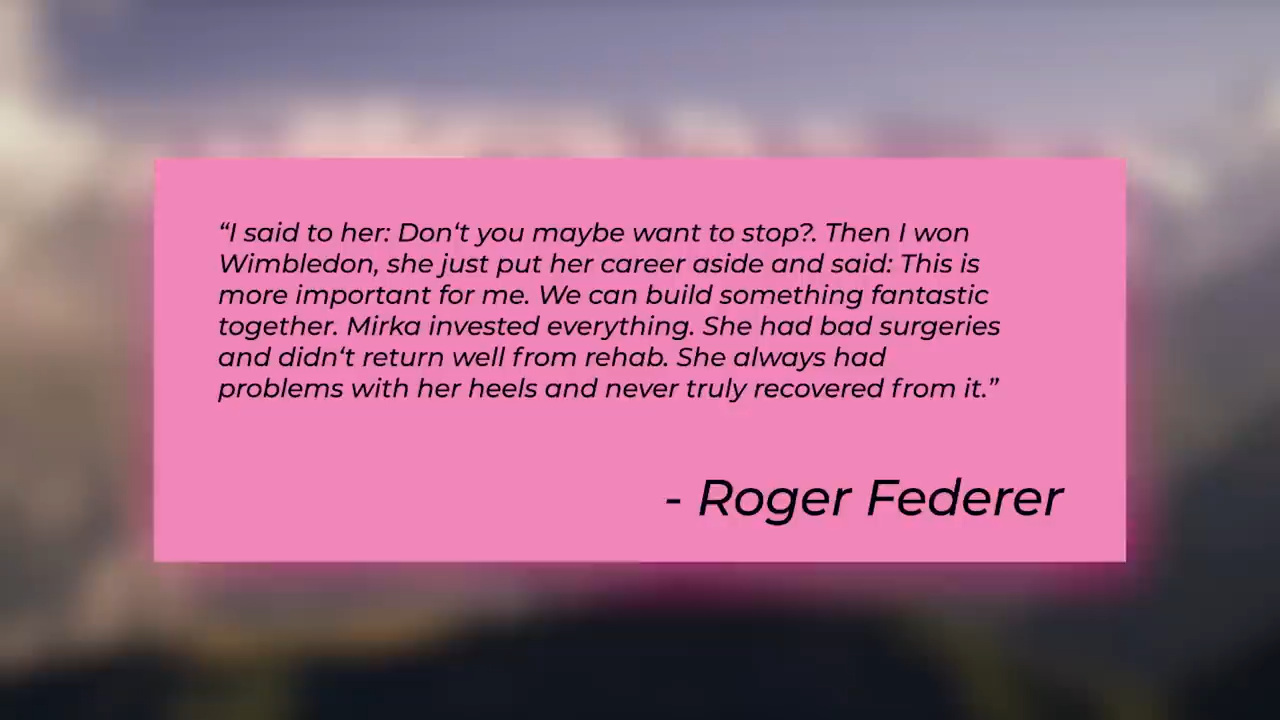 “I said to her: Don‘t you maybe want to stop?. Then I won
Wimbledon, she just put her career aside and said: This is
more important for me. We can build something fantastic
together. Mirka invested everything. She had bad surgeries
and didn‘t return well from rehab. She always had
problems with her heels and never truly recovered from it.”
- Roger Federer